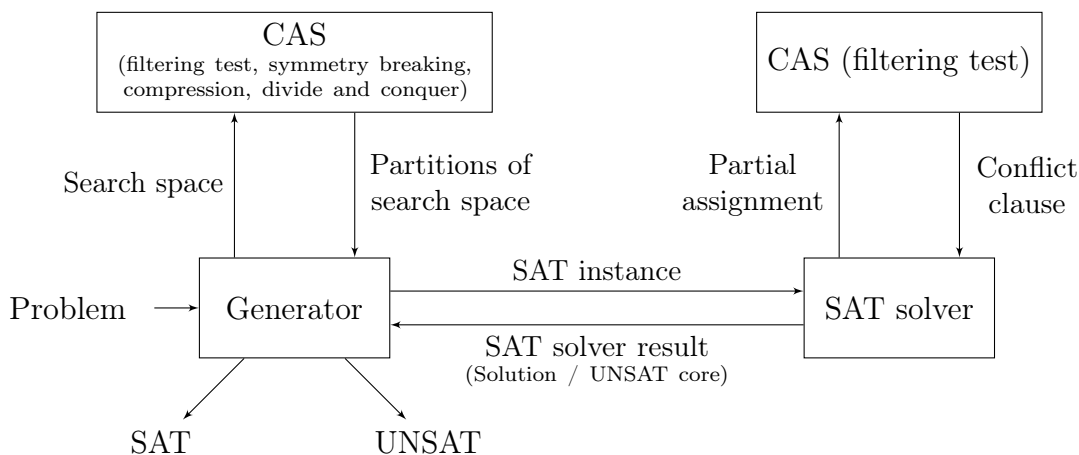 CAS
(filtering test, symmetry breaking,
compression, divide and conquer)
CAS (filtering test)
Search space
Partitions of
search space
Partial
assignment
Conflict
clause
Problem
Generator
SAT instance
SAT solver result
(Solution / UNSAT core)
SAT solver
SAT
UNSAT